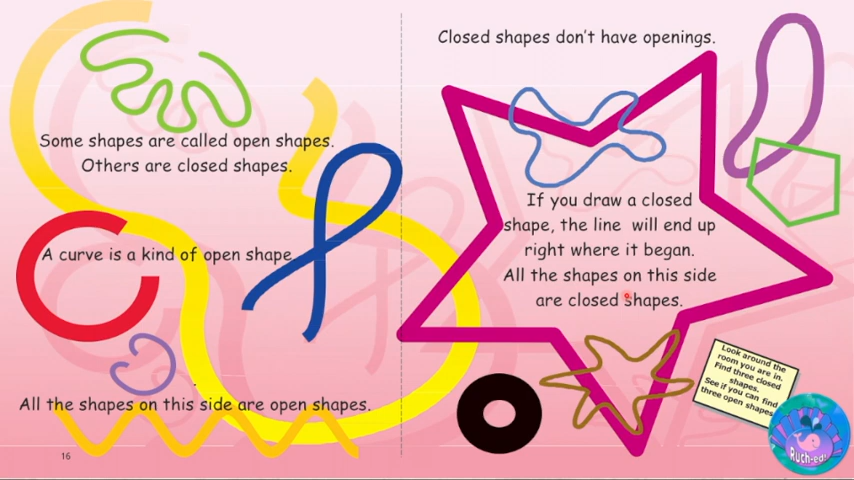 Some shapes are called open shapes.
Others are closed shapes.
A curve is a kind of open shape
All the shapes on this side are open shapes.
16
Closed shapes don't have openings.
If you draw a closed
shape, the line will end up
right where it began.
All the shapes on this side
are closed shapes.
Look around the
room you are in.
Find three closed
shapes.
See if you can find
three open shapes
Ruch-edu